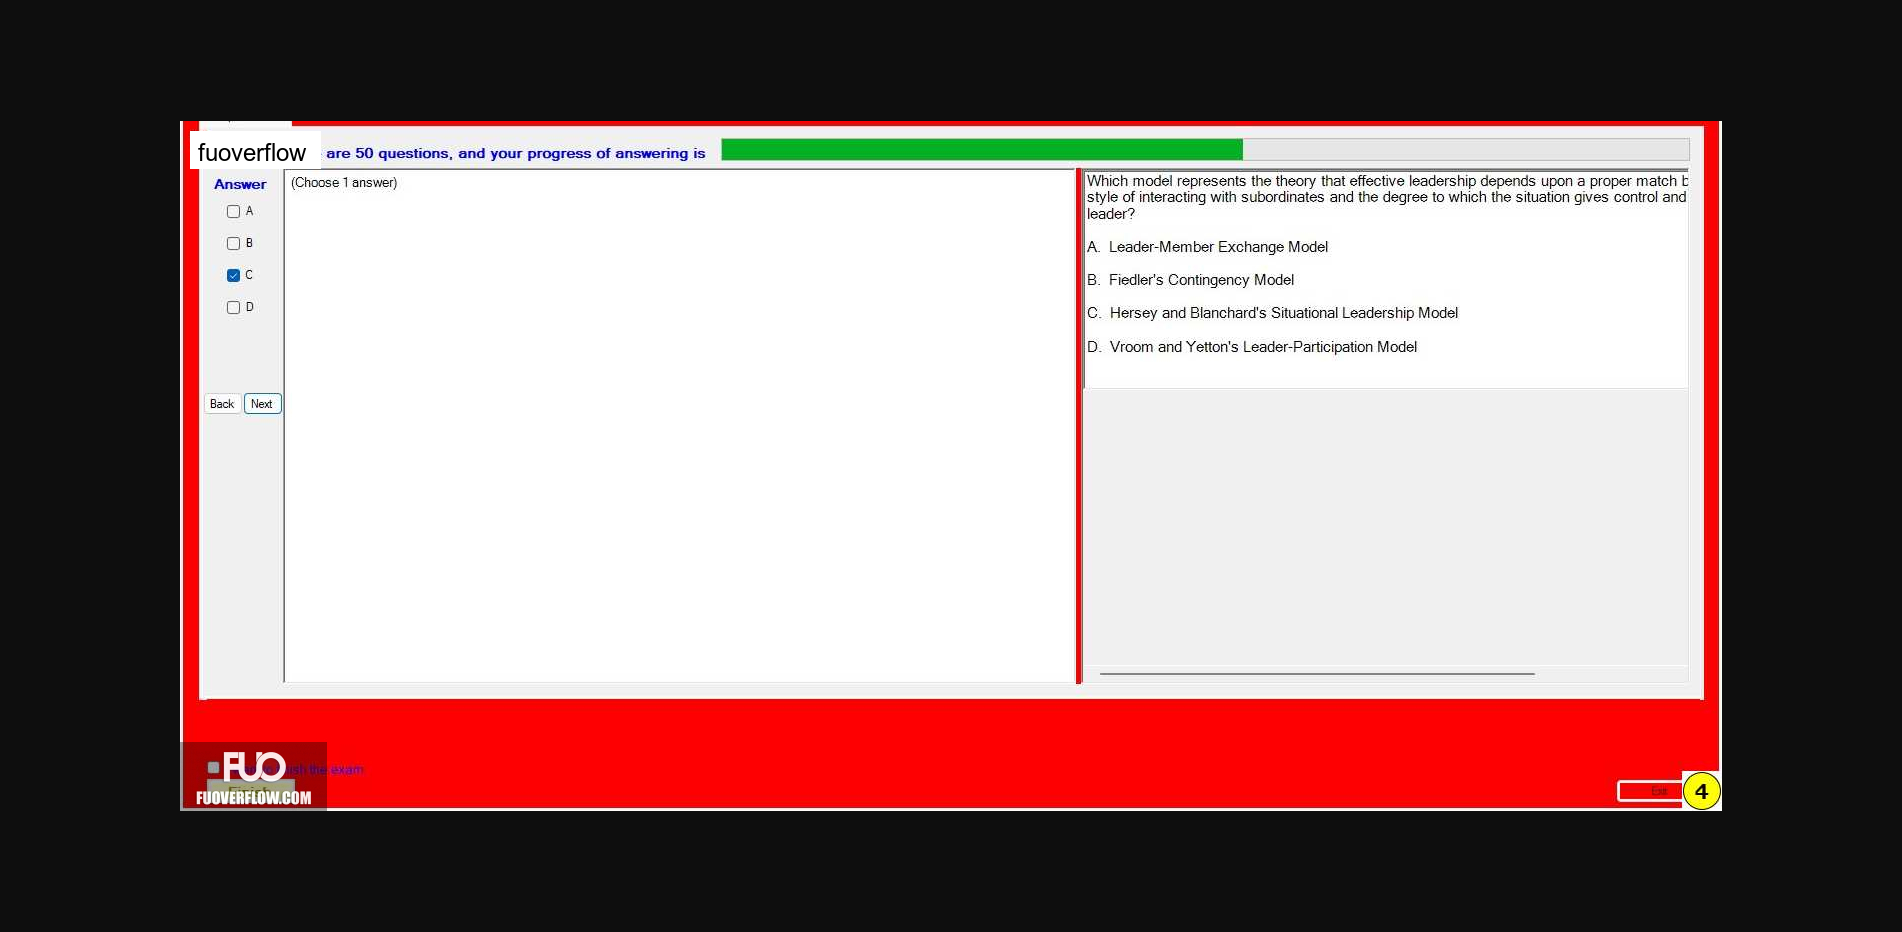 fuoverflow are 50 questions, and your progress of answering is
Answer
(Choose 1 answer)
A
B
C
D
Back Next
Which model represents the theory that effective leadership depends upon a proper match
style of interacting with subordinates and the degree to which the situation gives control and
leader?
A. Leader-Member Exchange Model
B. Fiedler's Contingency Model
C. Hersey and Blanchard's Situational Leadership Model
D. Vroom and Yetton's Leader-Participation Model
FUO
the exam
Finish
FUOVERFLOW.COM
Exit
4